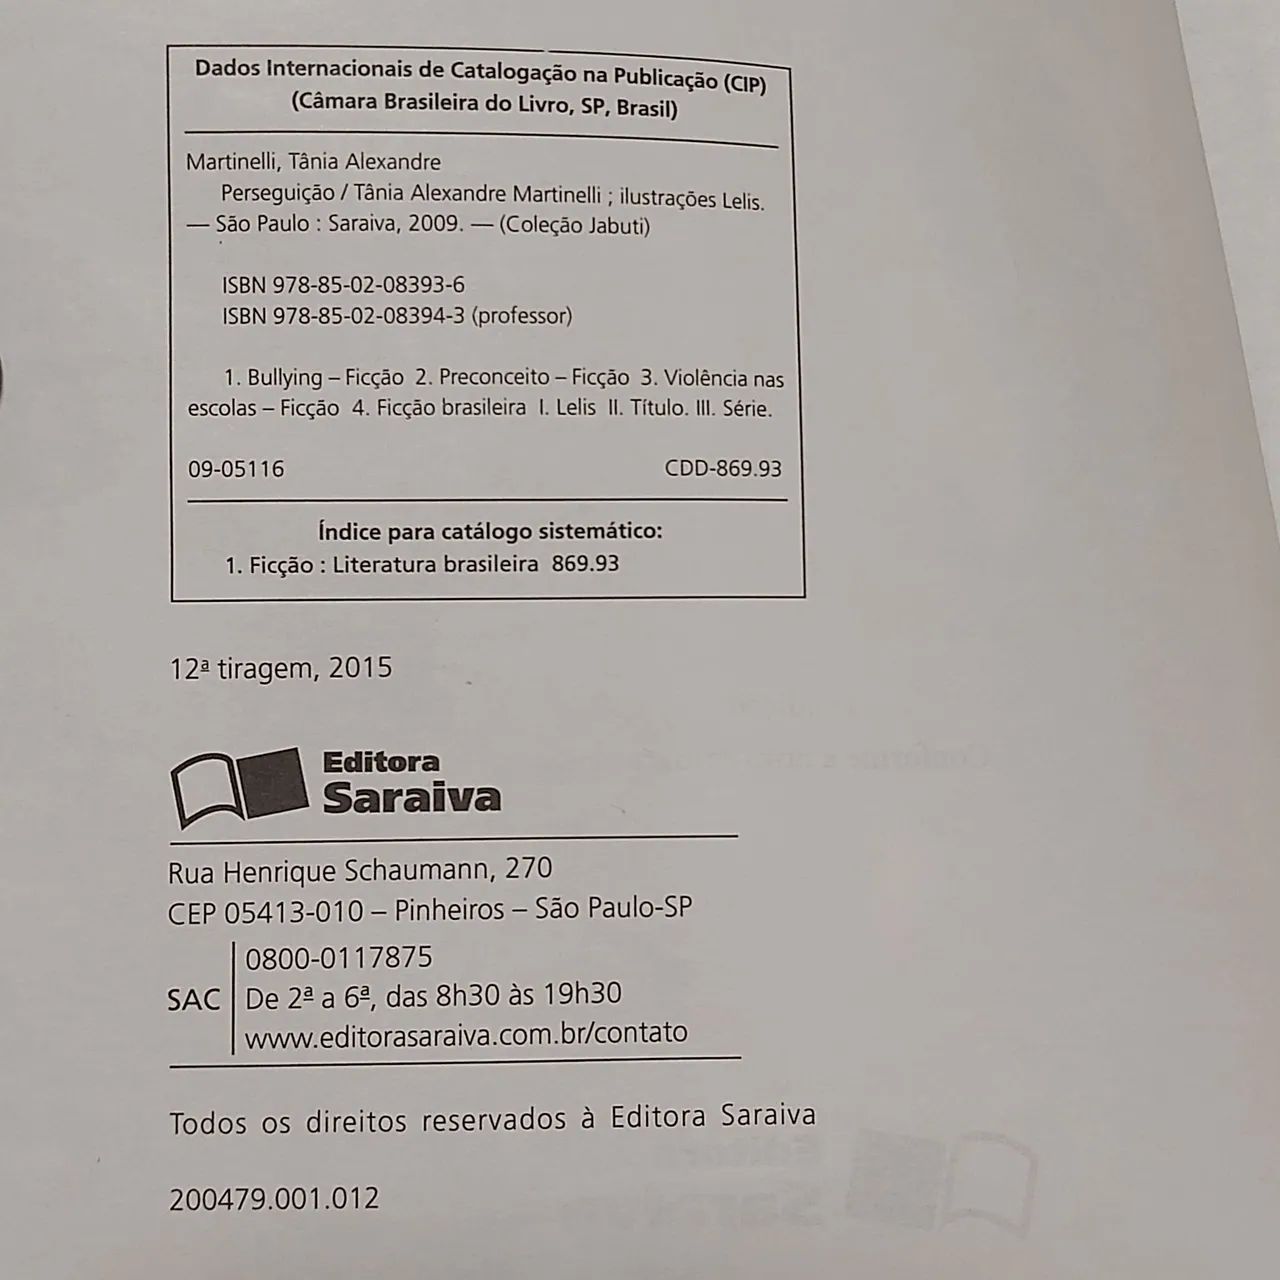 Dados Internacionais de Catalogação na Publicação (CIP)
(Câmara Brasileira do Livro, SP, Brasil)
Martinelli, Tânia Alexandre
Perseguição / Tânia Alexandre Martinelli ; ilustrações Lelis.
— São Paulo : Saraiva, 2009. — (Coleção Jabuti)
ISBN 978-85-02-08393-6
ISBN 978-85-02-08394-3 (professor)
1. Bullying – Ficção 2. Preconceito – Ficção 3. Violência nas
escolas – Ficção 4. Ficção brasileira I. Lelis II. Título. III. Série.
09-05116 CDD-869.93
Índice para catálogo sistemático:
1. Ficção : Literatura brasileira 869.93
12ª tiragem, 2015
Editora
Saraiva
Rua Henrique Schaumann, 270
CEP 05413-010 – Pinheiros – São Paulo-SP
SAC
0800-0117875
De 2ª a 6ª, das 8h30 às 19h30
www.editorasaraiva.com.br/contato
Todos os direitos reservados à Editora Saraiva
200479.001.012